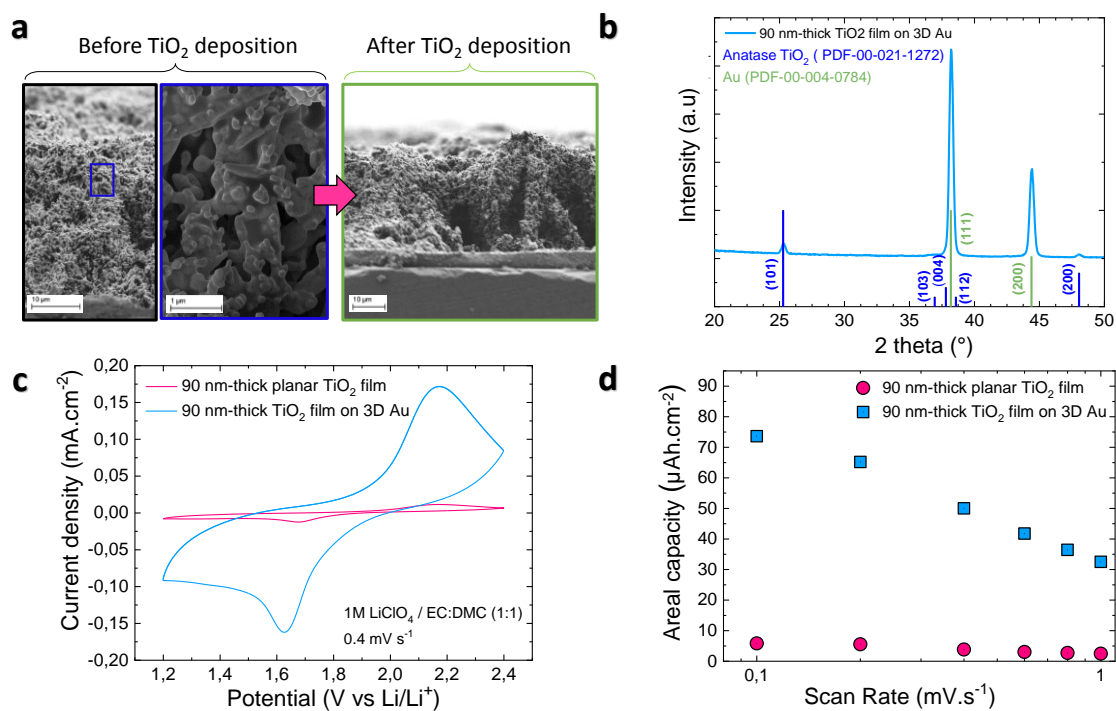 a
Before TiO₂ deposition
After TiO₂ deposition
10 µm
1 µm
10 µm
b
90 nm-thick TiO2 film on 3D Au
Anatase TiO₂ ( PDF-00-021-1272)
Au (PDF-00-004-0784)
Intensity (a.u)
(101)
(103)
(004)
(112)
(111)
(200)
(200)
20 25 30 35 40 45 50
2 theta (°)
c
90 nm-thick planar TiO₂ film
90 nm-thick TiO₂ film on 3D Au
0,20
0,15
0,10
0,05
0,00
-0,05
-0,10
-0,15
-0,20
Current density (mA.cm⁻²)
1M LiClO₄ / EC:DMC (1:1)
0.4 mV s⁻¹
1,2 1,4 1,6 1,8 2,0 2,2 2,4
Potential (V vs Li/Li⁺)
d
90 nm-thick planar TiO₂ film
90 nm-thick TiO₂ film on 3D Au
90
80
70
60
50
40
30
20
10
0
Areal capacity (µAh.cm⁻²)
0,1 1
Scan Rate (mV.s⁻¹)